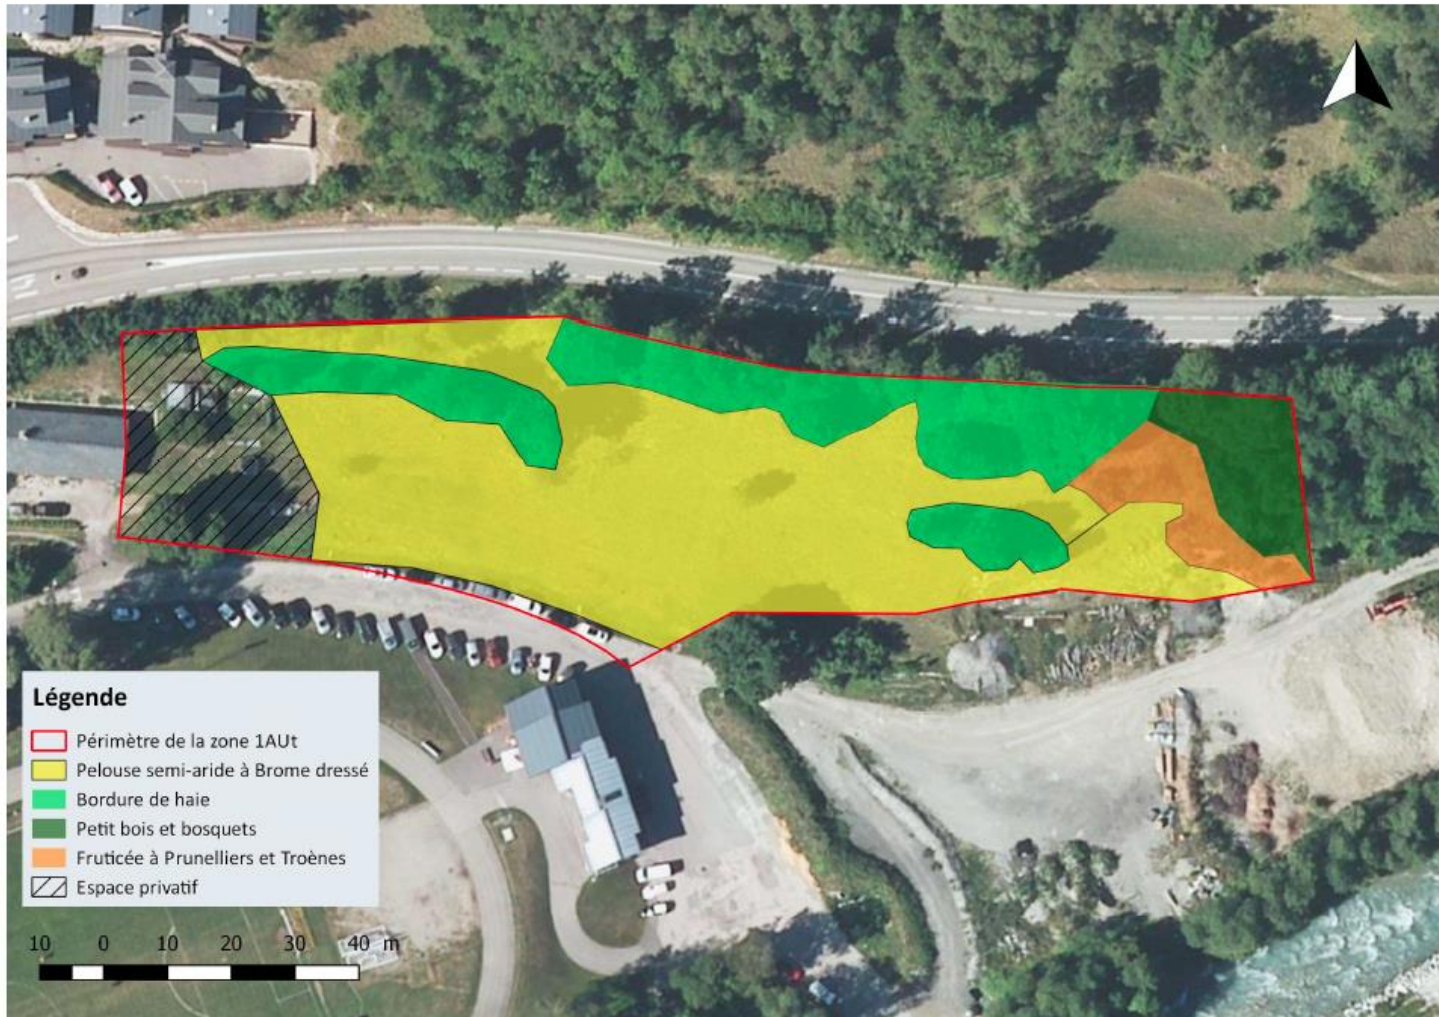 Légende
Périmètre de la zone 1AUt
Pelouse semi-aride à Brome dressé
Bordure de haie
Petit bois et bosquets
Fruticée à Prunelliers et Troènes
Espace privatif
10 0 10 20 30 40 m